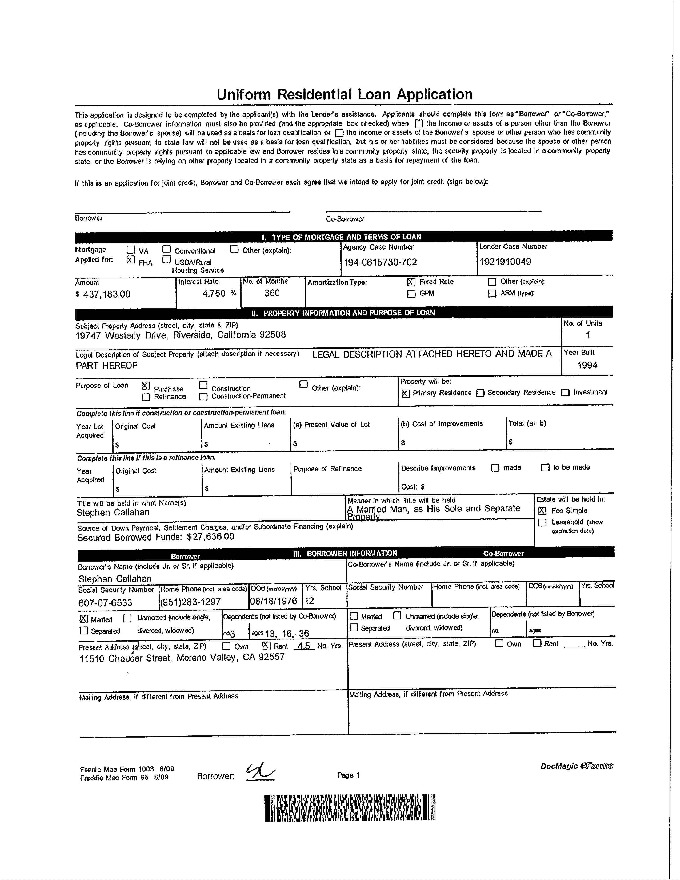 Uniform Residential Loan Application
This application is designed to be completed by the applicant(s) with the Lender's assistance. Applicants should complete this form as "Borrower" or "Co-Borrower,"
as applicable. Co-Borrower information must also be provided (and the appropriate box checked) when the income or assets of a person other than the Borrower
(including the Borrower's spouse) will be used as a basis for loan qualification or the income or assets of the Borrower's spouse or other person who has community
property rights pursuant to state law will not be used as a basis for loan qualification, but his or her liabilities must be considered because the spouse or other person
has community property rights pursuant to applicable law and Borrower resides in a community property state, the security property is located in a community property
state, or the Borrower is relying on other property located in a community property state as a basis for repayment of the loan.
If this is an application for joint credit, Borrower and Co-Borrower each agree that we intend to apply for joint credit (sign below):
Borrower Co-Borrower
I. TYPE OF MORTGAGE AND TERMS OF LOAN
Mortgage VA Conventional Other (explain): Agency Case Number Lender Case Number
Applied for: X FHA USDA/Rural Housing Service 1921910049
Amount Interest Rate No. of Months Amortization Type: X Fixed Rate Other (explain):
$ 437,183.00 4.750 % 360 GPM ARM (type):
II. PROPERTY INFORMATION AND PURPOSE OF LOAN
Subject Property Address (street, city, state & ZIP) No. of Units
19747 Westerly Drive, Riverside, California 92508 1
Legal Description of Subject Property (attach description if necessary) LEGAL DESCRIPTION ATTACHED HERETO AND MADE A Year Built
PART HEREOF 1994
Purpose of Loan X Purchase Construction Other (explain): Property will be:
Refinance Construction-Permanent X Primary Residence Secondary Residence Investment
Complete this line if construction or construction-permanent loan.
Year Lot Acquired Original Cost Amount Existing Liens (a) Present Value of Lot (b) Cost of Improvements Total (a+b)
$ $ $ $ $
Complete this line if this is a refinance loan.
Year Acquired Original Cost Amount Existing Liens Purpose of Refinance Describe Improvements made to be made
$ $ Cost: $
Title will be held in what Name(s) Manner in which Title will be held Estate will be held in:
Stephen Callahan A Married Man, as His Sole and Separate Property X Fee Simple
Source of Down Payment, Settlement Charges, and/or Subordinate Financing (explain) Leasehold (show expiration date)
Secured Borrowed Funds: $27,636.00
Borrower III. BORROWER INFORMATION Co-Borrower
Borrower's Name (include Jr. or Sr. if applicable) Co-Borrower's Name (include Jr. or Sr. if applicable)
Stephen Callahan
Social Security Number Home Phone (incl. area code) DOB (mm/dd/yyyy) Yrs. School Social Security Number Home Phone (incl. area code) DOB (mm/dd/yyyy) Yrs. School
607-07-6533 (951)283-1297 06/16/1976
X Married Unmarried (include single, Dependents (not listed by Co-Borrower) Married Unmarried (include single, Dependents (not listed by Borrower)
Separated divorced, widowed) no. 3 ages 13, 16, 36 Separated divorced, widowed) no. ages
Present Address (street, city, state, ZIP) Own X Rent 4.5 No. Yrs. Present Address (street, city, state, ZIP) Own Rent No. Yrs.
11510 Chaucer Street, Moreno Valley, CA 92557
Mailing Address, if different from Present Address Mailing Address, if different from Present Address
Fannie Mae Form 1003 6/09
Freddie Mac Form 65 6/09 Borrower: Page 1 DocMagic